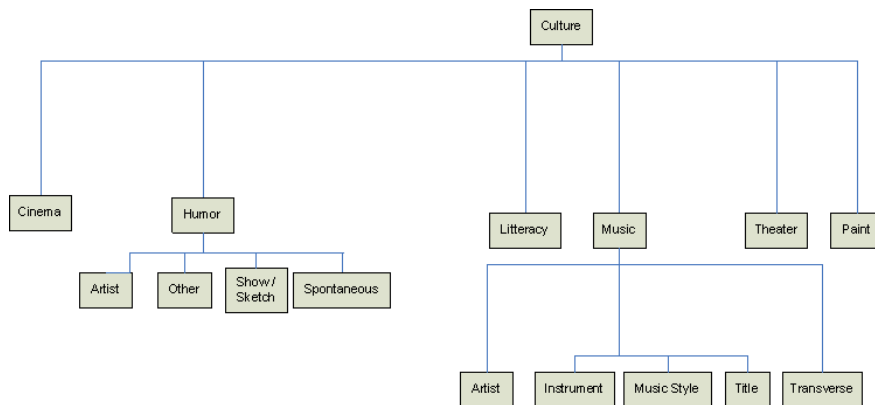 Culture
Cinema
Humor
Litteracy
Music
Theater
Paint
Artist
Other
Show /
Sketch
Spontaneous
Artist
Instrument
Music Style
Title
Transverse